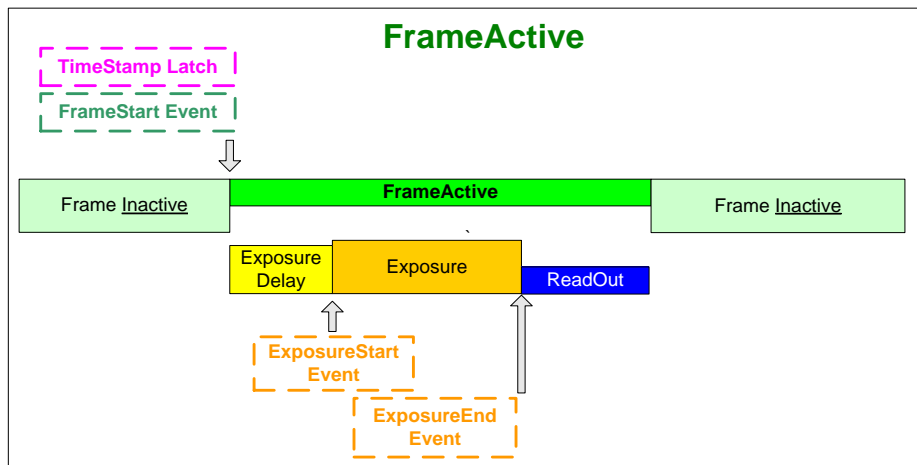 FrameActive
TimeStamp Latch
FrameStart Event
Frame Inactive
FrameActive
Frame Inactive
`
Exposure
Delay
Exposure
ReadOut
ExposureStart
Event
ExposureEnd
Event